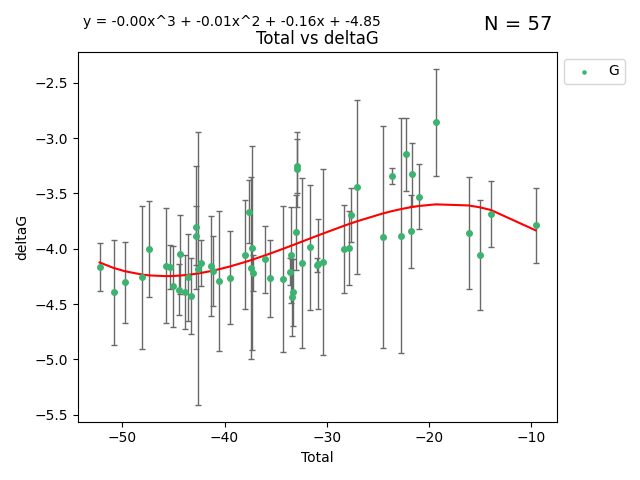 y = -0.00x^3 + -0.01x^2 + -0.16x + -4.85
N = 57
Total vs deltaG
G
−2.5
−3.0
−3.5
−4.0
−4.5
−5.0
−5.5
deltaG
−50
−40
−30
−20
−10
Total